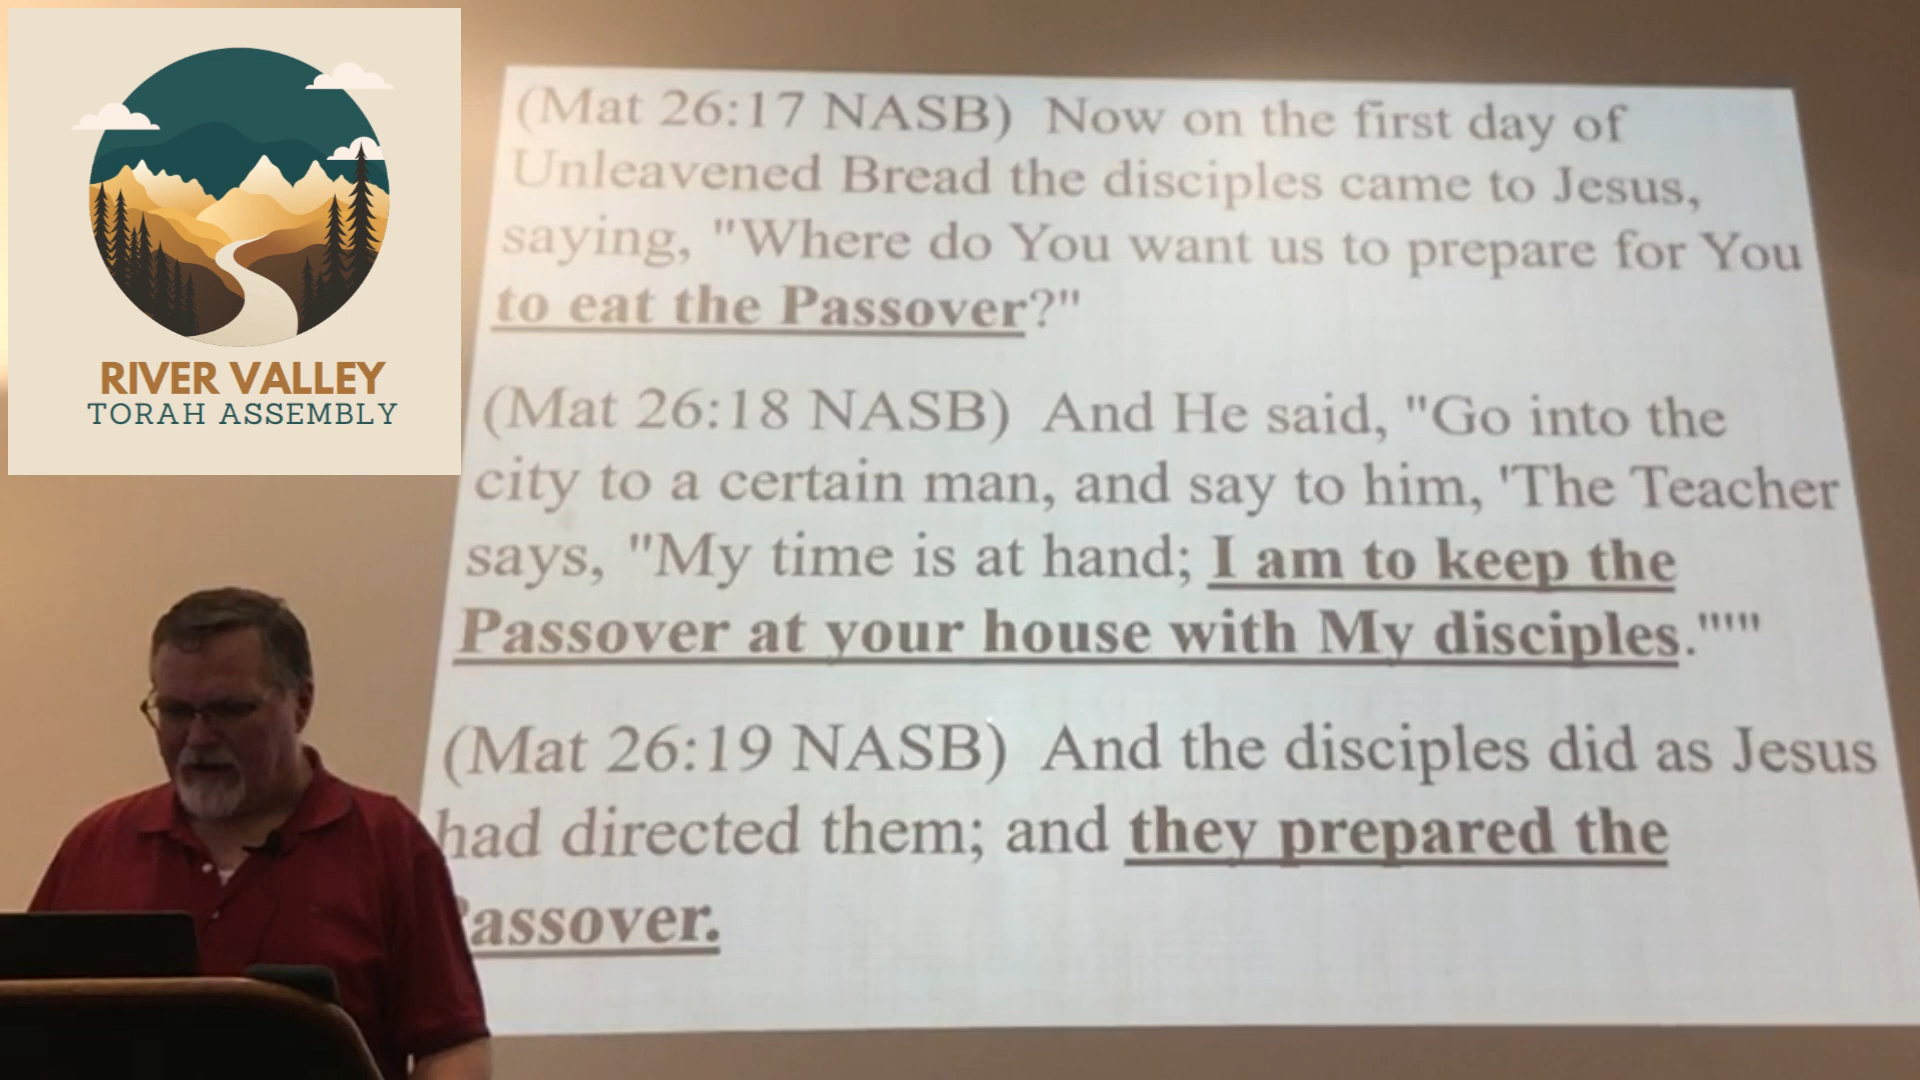 RIVER VALLEY
TORAH ASSEMBLY
(Mat 26:17 NASB) Now on the first day of
Unleavened Bread the disciples came to Jesus,
saying, "Where do You want us to prepare for You
to eat the Passover?"
(Mat 26:18 NASB) And He said, "Go into the
city to a certain man, and say to him, 'The Teacher
says, "My time is at hand; I am to keep the
Passover at your house with My disciples."'"
(Mat 26:19 NASB) And the disciples did as Jesus
had directed them; and they prepared the
Passover.